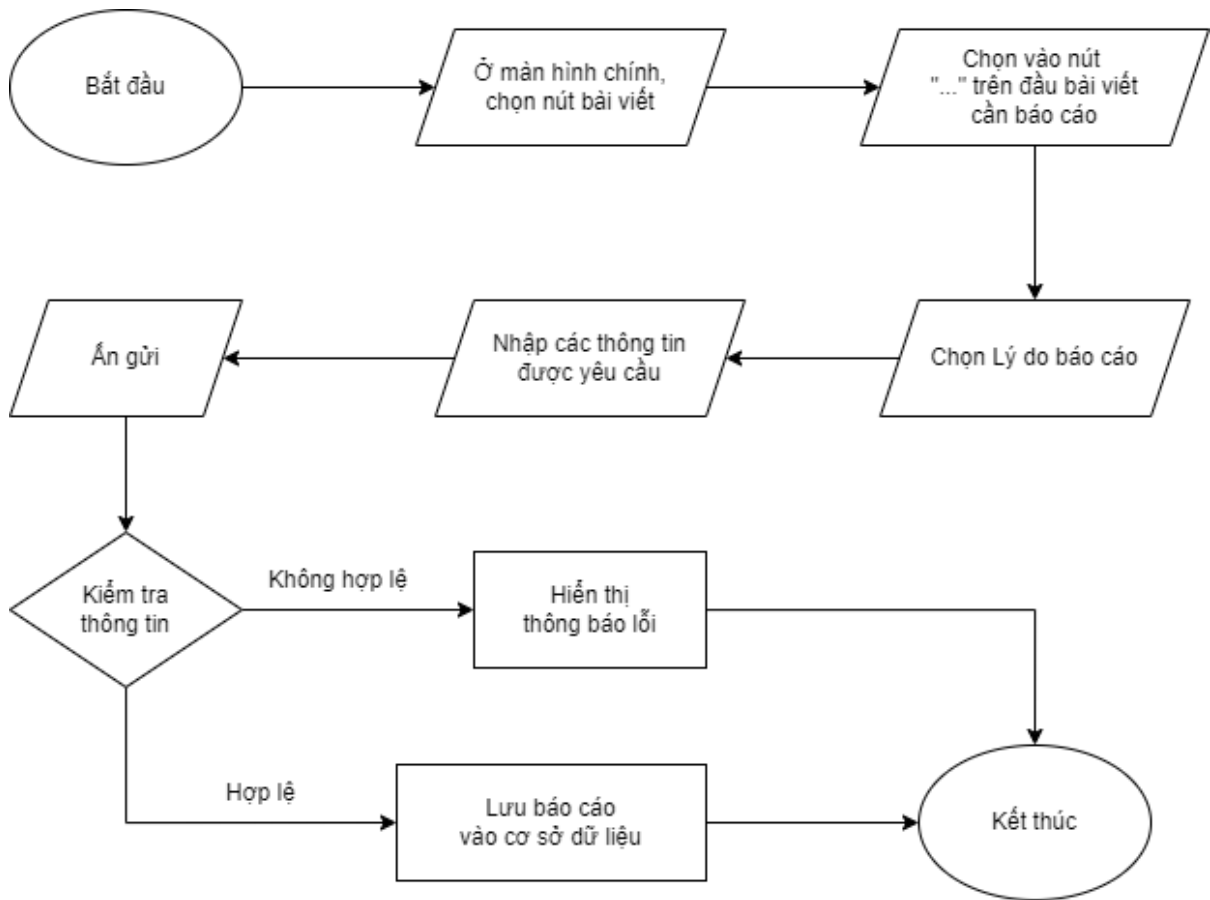 Bắt đầu
Ở màn hình chính,
chọn nút bài viết
Chọn vào nút
"..." trên đầu bài viết
cần báo cáo
Chọn Lý do báo cáo
Nhập các thông tin
được yêu cầu
Ấn gửi
Kiểm tra
thông tin
Không hợp lệ
Hiển thị
thông báo lỗi
Hợp lệ
Lưu báo cáo
vào cơ sở dữ liệu
Kết thúc